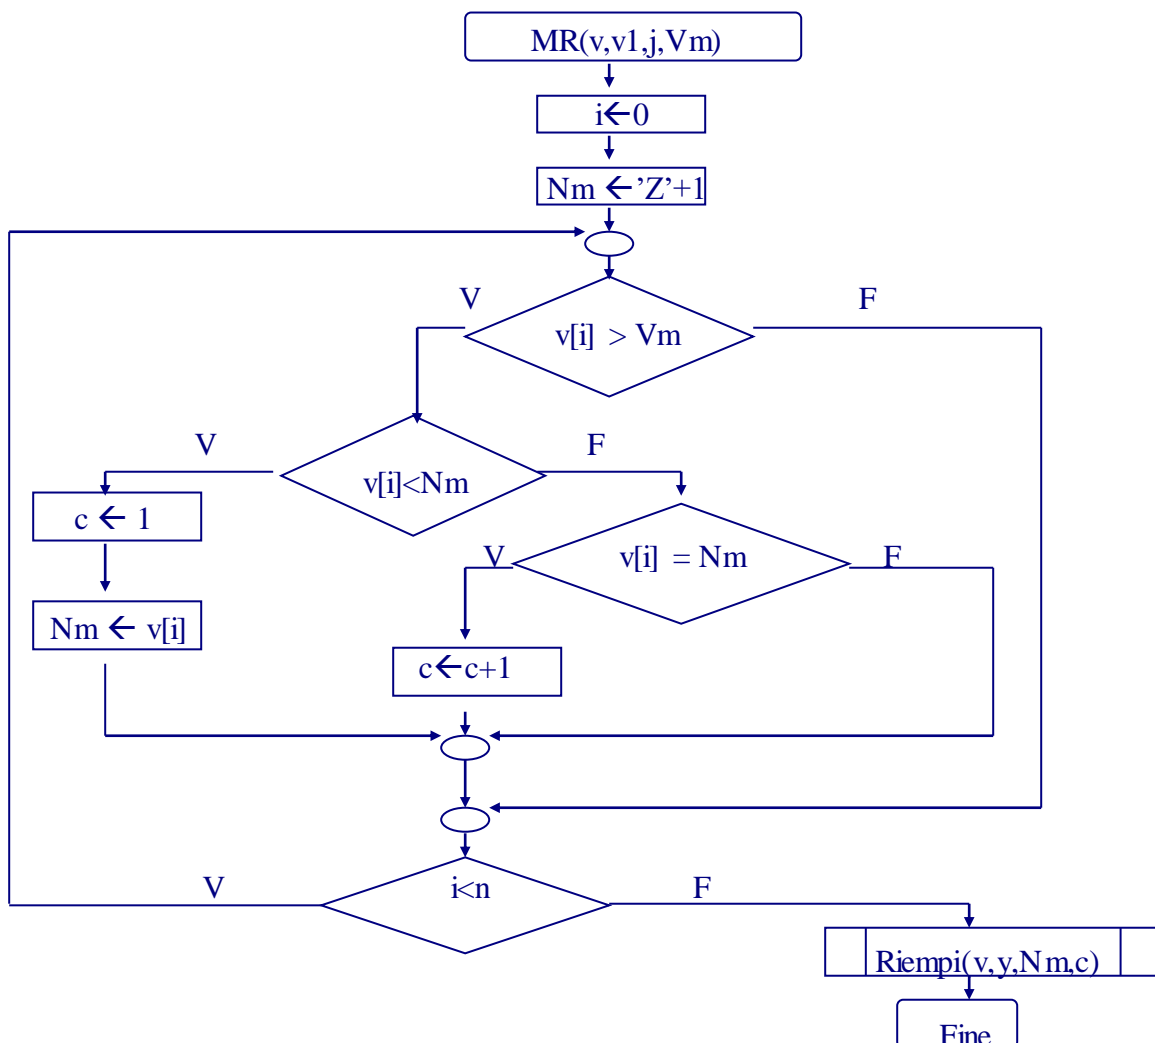 MR(v,v1,j,Vm)
i←0
Nm ←’Z’+1
V
F
v[i] > Vm
V
F
v[i]<Nm
c ← 1
V
v[i] = Nm
F
Nm ← v[i]
c←c+1
V
i<n
F
Riempi(v,y,Nm,c)
Fine